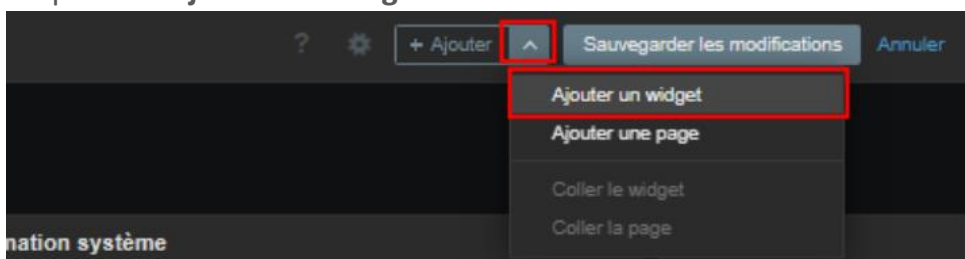 ? + Ajouter Sauvegarder les modifications Annuler
Ajouter un widget
Ajouter une page
Coller le widget
Coller la page
nation système